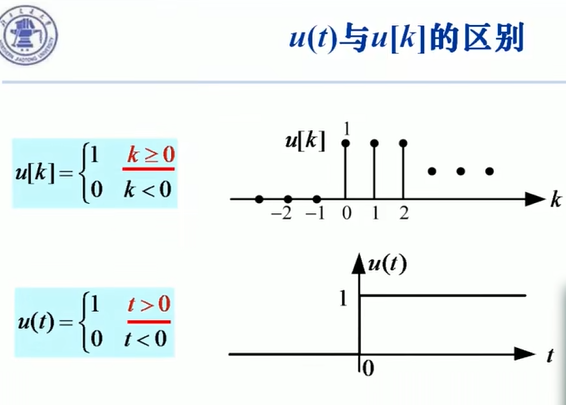 u(t)与u[k]的区别
u[k]={1 k≥0
0 k<0
u[k]
1
-2 -1 0 1 2
k
u(t)={1 t>0
0 t<0
u(t)
1
0
t